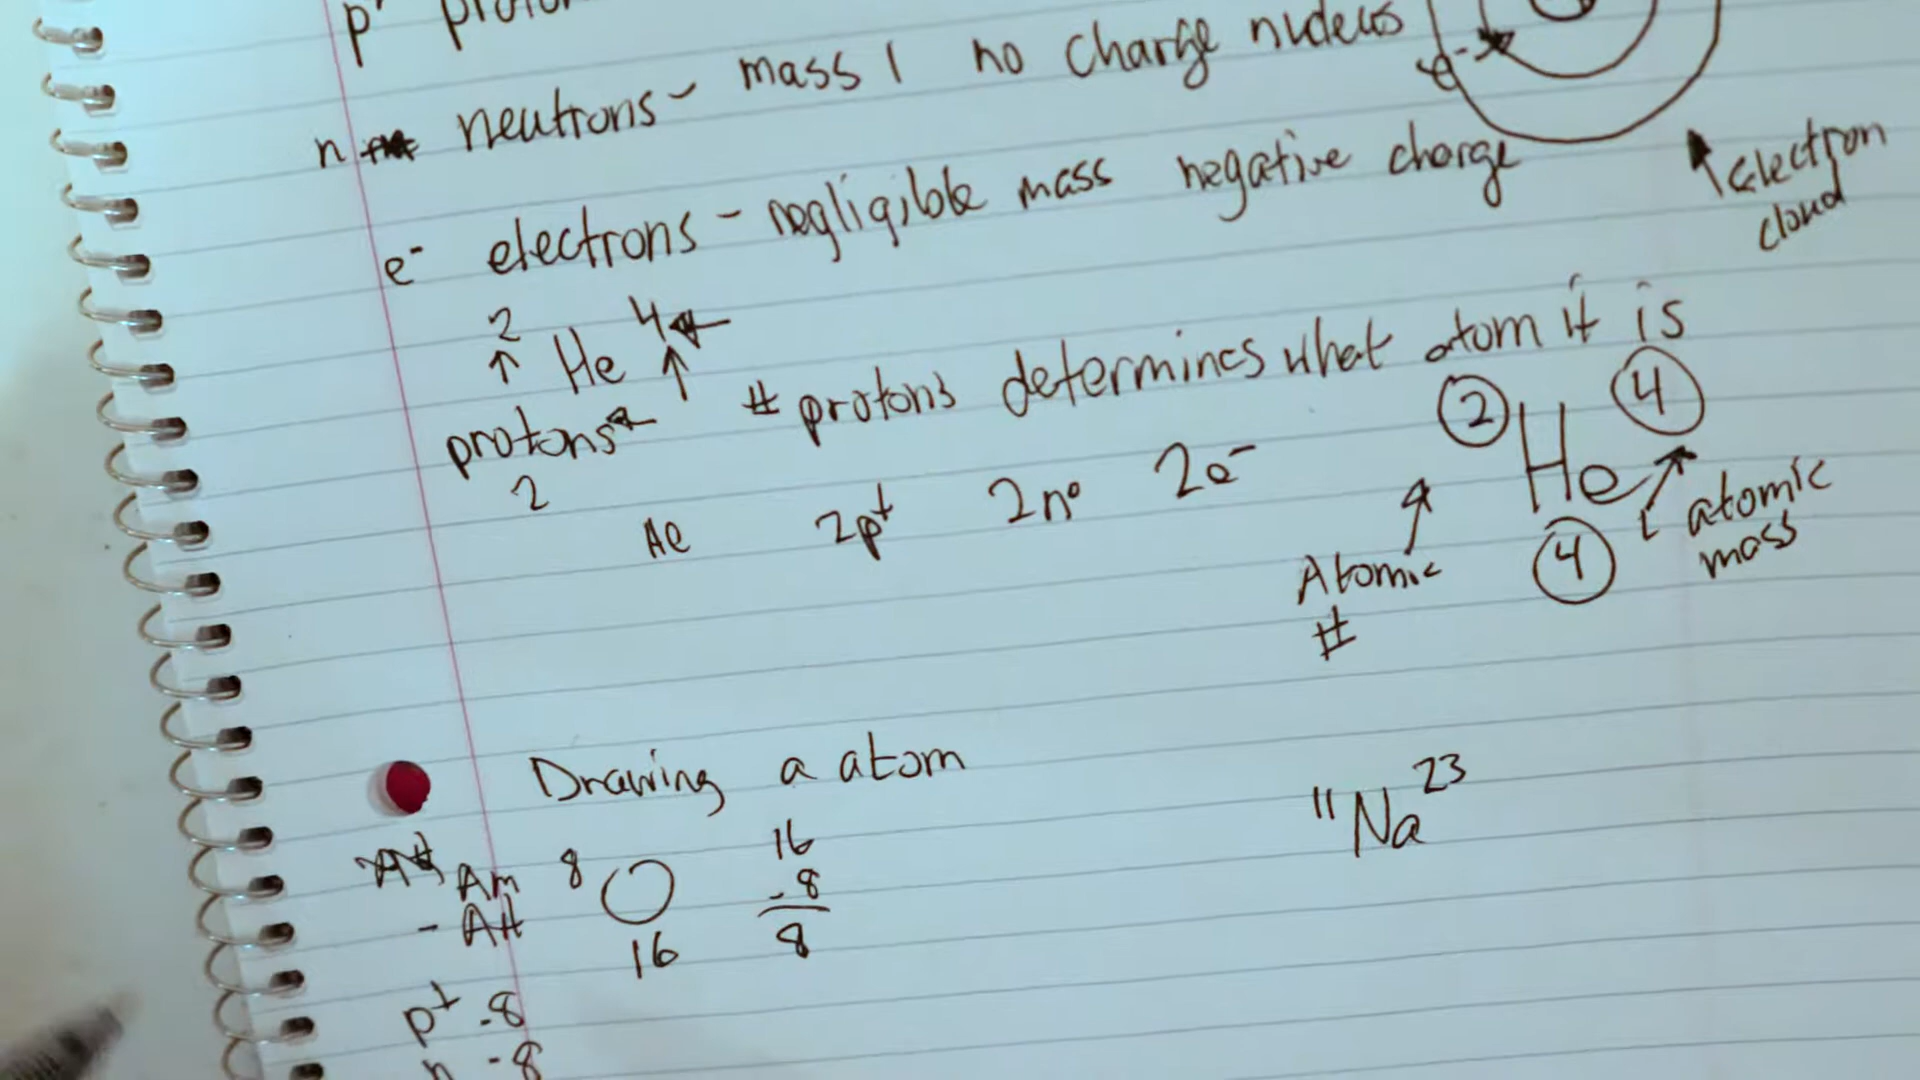 p+ proton
n neutrons - mass 1 no charge nucleus
e-
e- electrons - negligible mass negative charge
electron
cloud
2 He 4
protons
2
# protons determines what atom it is
2 He 4
4
atomic
mass
Atomic
#
He 2p+ 2n° 2e-
Drawing a atom
11 Na 23
Am
- A#
8 O
16
16
- 8
8
p+ - 8
n - 8